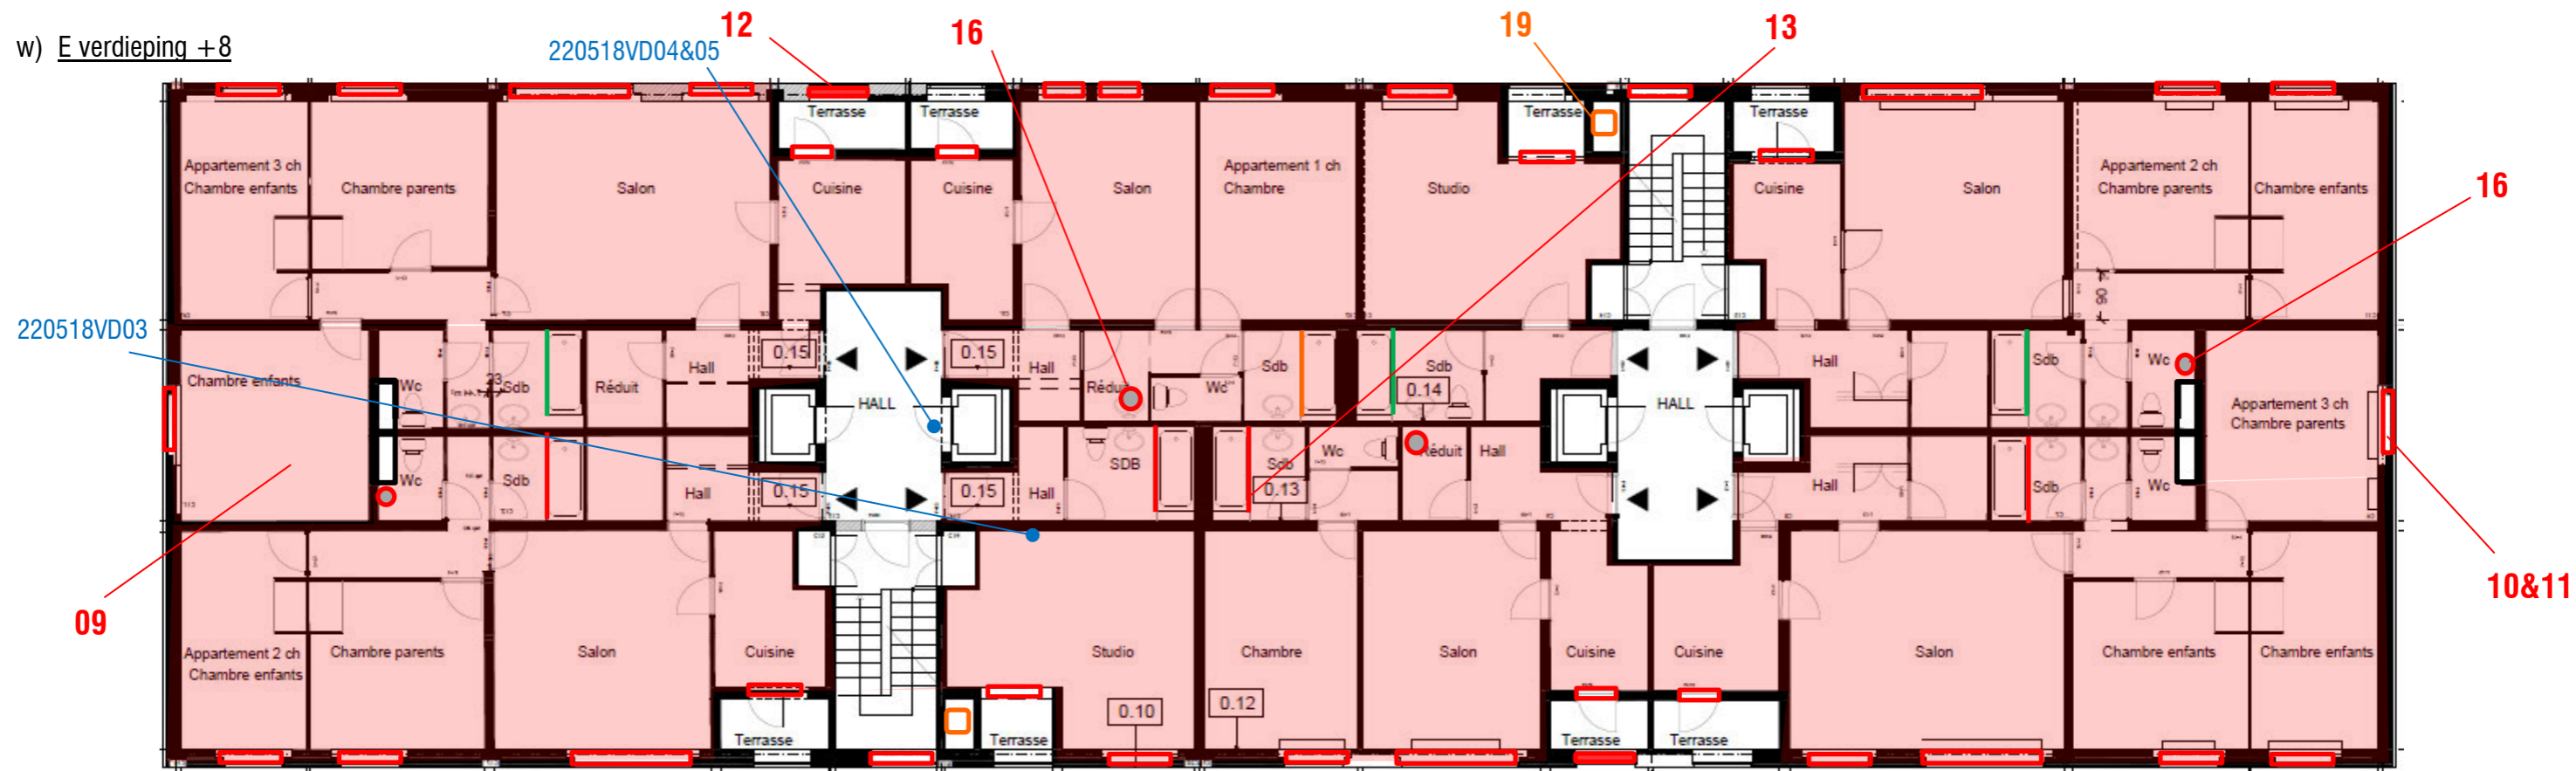 12
16
19
13
w) E verdieping +8
220518VD04&05
Terrasse
Terrasse
Terrasse
Terrasse
Appartement 3 ch
Chambre enfants
Chambre parents
Salon
Cuisine
Cuisine
Salon
Appartement 1 ch
Chambre
Studio
Cuisine
Salon
Appartement 2 ch
Chambre parents
Chambre enfants
16
90
220518VD03
Chambre enfants
Wc
23
Sdb
Réduit
Hall
0.15
0.15
Hall
Réduit
Wc
Sdb
Sdb
0.14
Hall
Sdb
Wc
HALL
HALL
Appartement 3 ch
Chambre parents
Wc
Sdb
Hall
0.15
0.15
Hall
SDB
Sdb
0.13
Wc
Réduit
Hall
Hall
Sdb
Wc
09
10&11
Appartement 2 ch
Chambre enfants
Chambre parents
Salon
Cuisine
Studio
Chambre
Salon
Cuisine
Cuisine
Salon
Chambre enfants
Chambre enfants
0.10
0.12
Terrasse
Terrasse
Terrasse
Terrasse